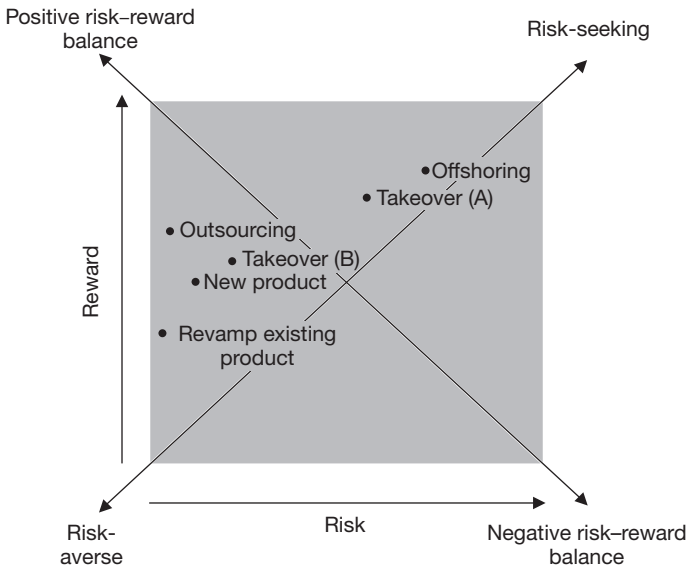 Positive risk–reward
balance
Risk-seeking
Offshoring
Takeover (A)
Outsourcing
Takeover (B)
New product
Reward
Revamp existing
product
Risk
Risk-
averse
Negative risk–reward
balance